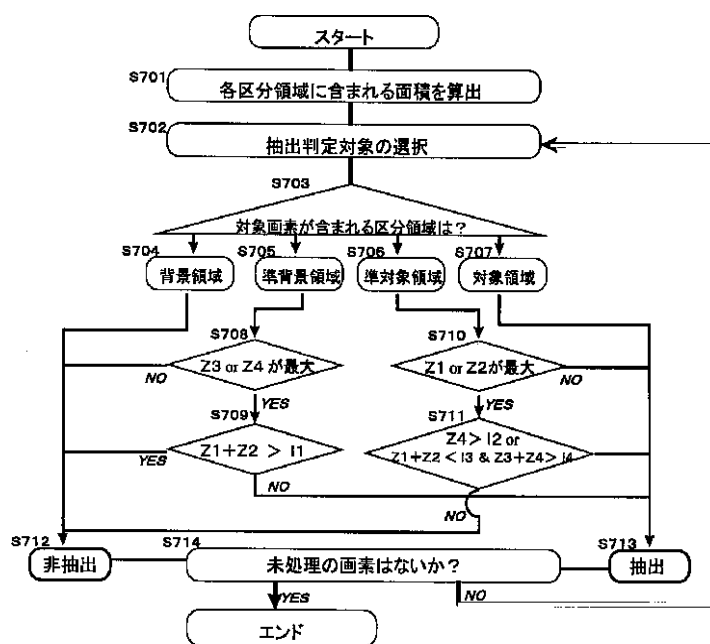 スタート
S701
各区分領域に含まれる面積を算出
S702
抽出判定対象の選択
S703
対象画素が含まれる区分領域は?
S704
S705
S706
S707
背景領域
準背景領域
準対象領域
対象領域
S708
S710
Z3 or Z4 が最大
Z1 or Z2が最大
NO
NO
YES
YES
S709
S711
Z1+Z2 > l1
Z4> l2 or
Z1+Z2 < l3 & Z3+Z4> l4
YES
NO
NO
S712
S714
S713
非抽出
未処理の画素はないか?
抽出
YES
NO
エンド